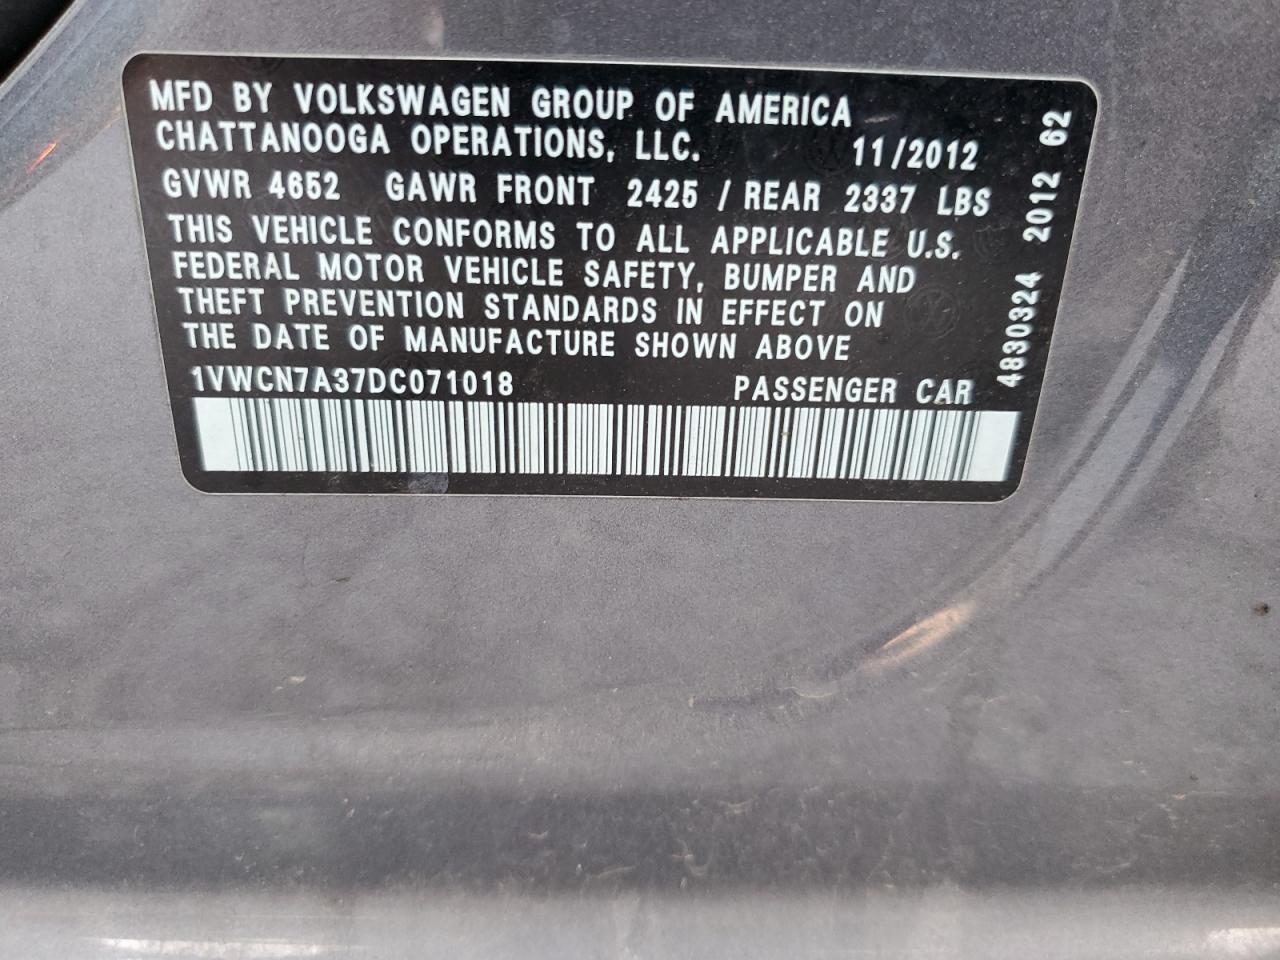 MFD BY VOLKSWAGEN GROUP OF AMERICA
CHATTANOOGA OPERATIONS, LLC. 11/2012
GVWR 4652 GAWR FRONT 2425 / REAR 2337 LBS
THIS VEHICLE CONFORMS TO ALL APPLICABLE U.S.
FEDERAL MOTOR VEHICLE SAFETY, BUMPER AND
THEFT PREVENTION STANDARDS IN EFFECT ON
THE DATE OF MANUFACTURE SHOWN ABOVE
1VWCN7A37DC071018 PASSENGER CAR
4830324 2012 62